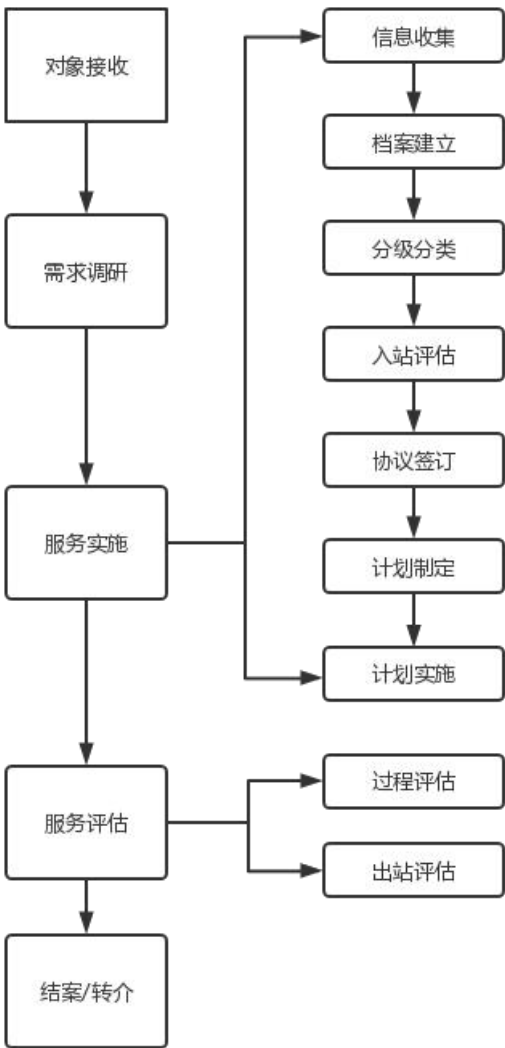 对象接收
需求调研
服务实施
服务评估
结案/转介
信息收集
档案建立
分级分类
入站评估
协议签订
计划制定
计划实施
过程评估
出站评估